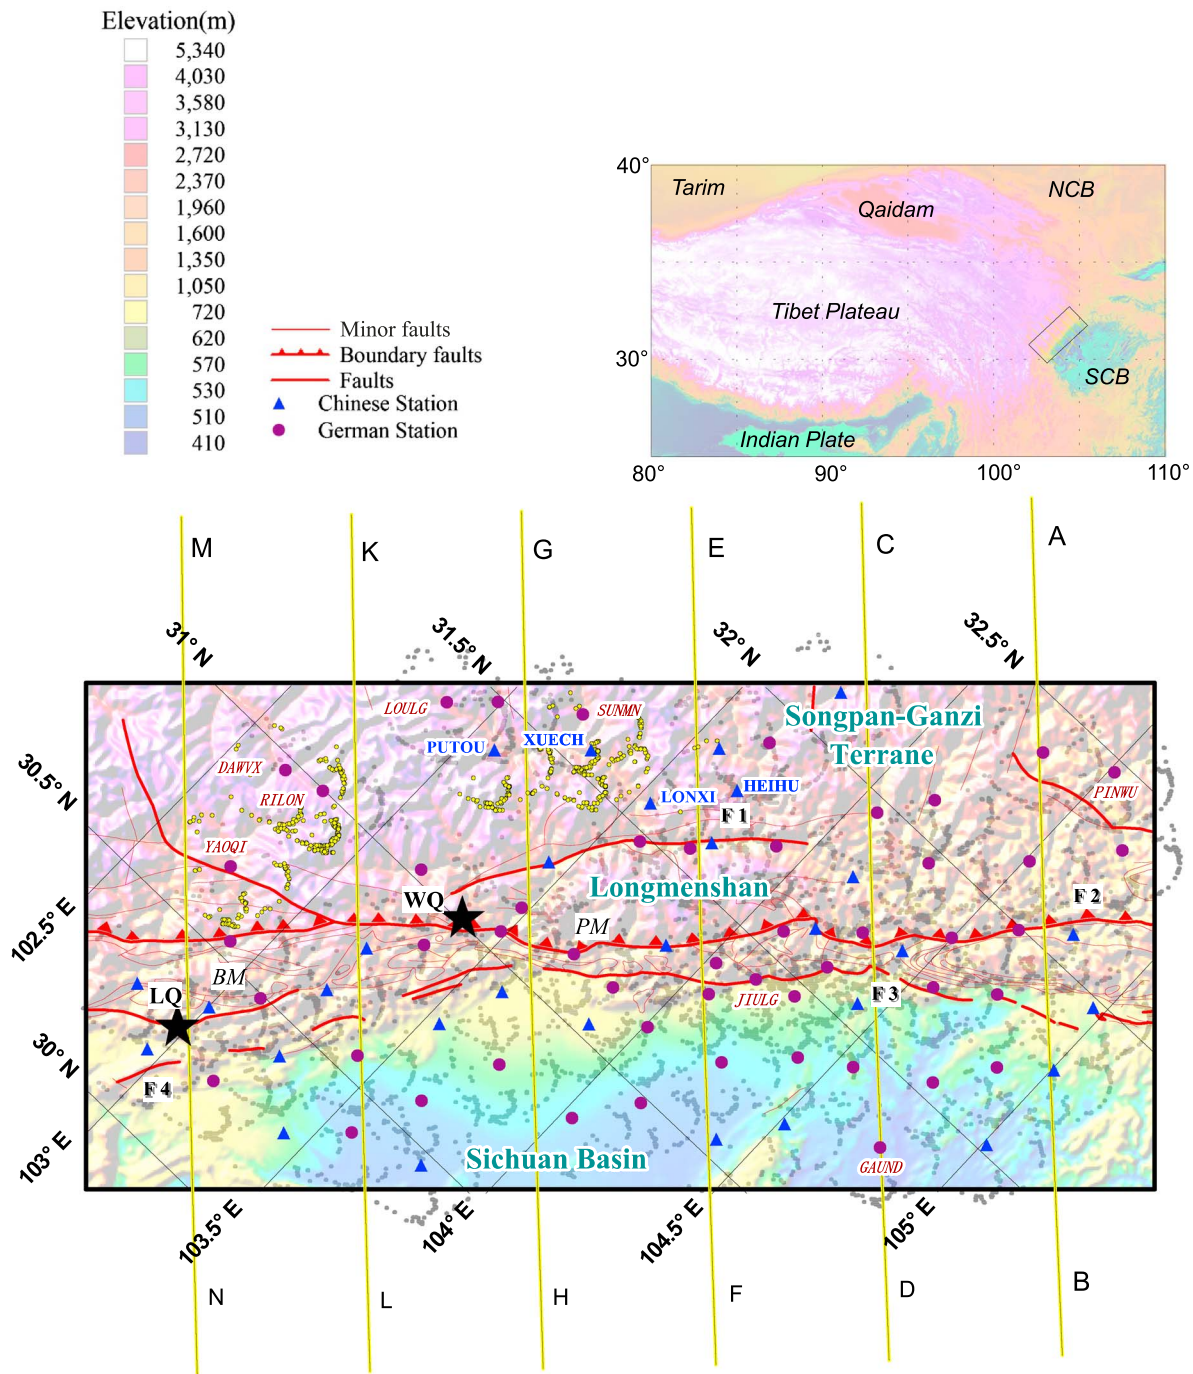 Elevation(m)
5,340
4,030
3,580
3,130
2,720
2,370
1,960
1,600
1,350
1,050
720
620
570
530
510
410
Minor faults
Boundary faults
Faults
Chinese Station
German Station
40°
30°
80°
90°
100°
110°
Tarim
NCB
Qaidam
Tibet Plateau
SCB
Indian Plate
M
K
G
E
C
A
31° N
31.5° N
32° N
32.5° N
LOULG
SUNMN
Songpan-Ganzi
Terrane
PUTOU
XUECH
DAWVX
RILON
LONXI
HEIHU
PINWU
30.5° N
F 1
YAOQI
Longmenshan
WQ
F 2
102.5° E
PM
BM
LQ
JIULG
F 3
30° N
F 4
103° E
Sichuan Basin
GAUND
103.5° E
104° E
104.5° E
105° E
N
L
H
F
D
B